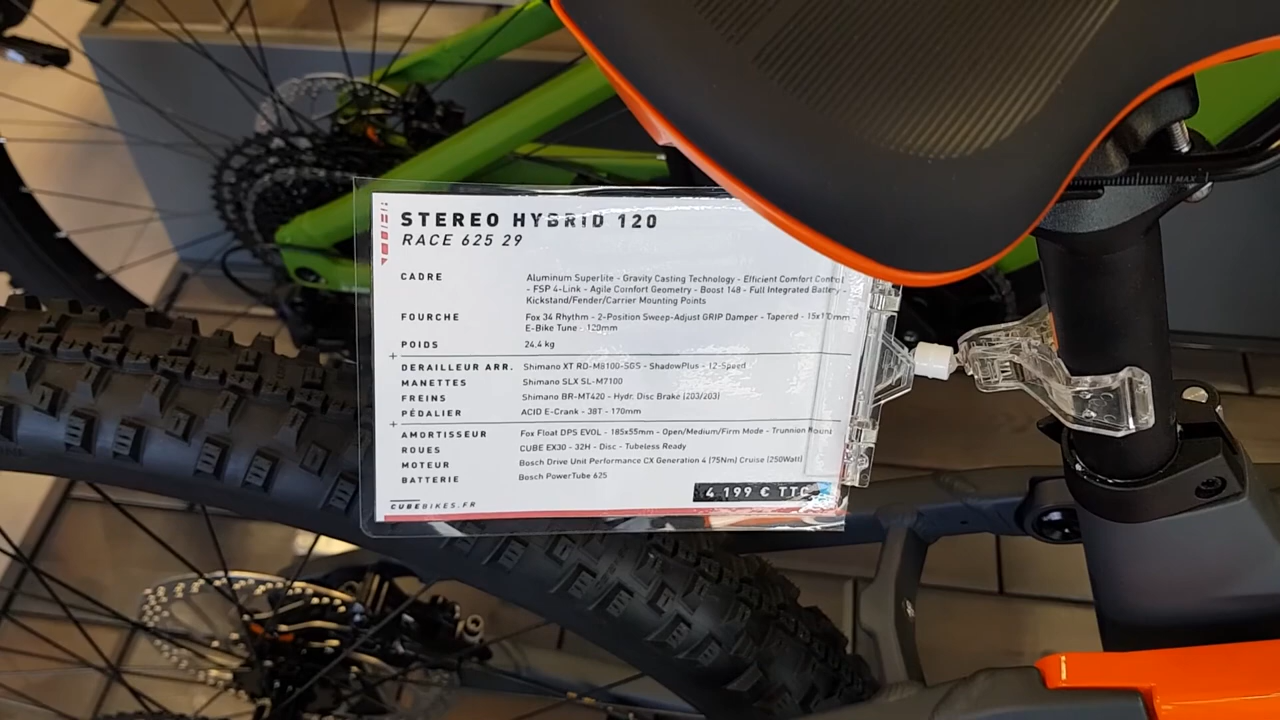 STEREO HYBRID 120
RACE 625 29
CADRE Aluminum Superlite - Gravity Casting Technology - Efficient Comfort Control
- FSP 4-Link - Agile Comfort Geometry - Boost 148 - Full Integrated Battery -
Kickstand/Fender/Carrier Mounting Points
FOURCHE Fox 34 Rhythm - 2-Position Sweep-Adjust GRIP Damper - Tapered - 15x110mm -
E-Bike Tune - 120mm
POIDS 24.4 kg
DERAILLEUR ARR. Shimano XT RD-M8100-SGS - ShadowPlus - 12-Speed
MANETTES Shimano SLX SL-M7100
FREINS Shimano BR-MT420 - Hydr. Disc Brake (203/203)
PÉDALIER ACID E-Crank - 38T - 170mm
AMORTISSEUR Fox Float DPS EVOL - 185x55mm - Open/Medium/Firm Mode - Trunnion Mount
ROUES CUBE EX30 - 32H - Disc - Tubeless Ready
MOTEUR Bosch Drive Unit Performance CX Generation 4 (75Nm) Cruise (250Watt)
BATTERIE Bosch PowerTube 625
4 199 € TTC
CUBEBIKES.FR
MAX